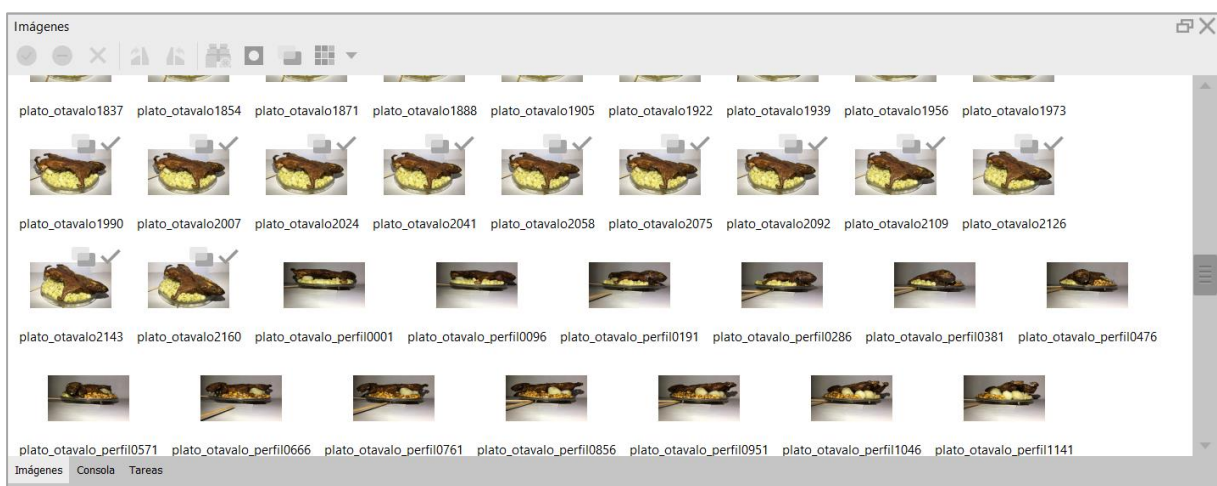 Imágenes
plato_otavalo1837 plato_otavalo1854 plato_otavalo1871 plato_otavalo1888 plato_otavalo1905 plato_otavalo1922 plato_otavalo1939 plato_otavalo1956 plato_otavalo1973
plato_otavalo1990 plato_otavalo2007 plato_otavalo2024 plato_otavalo2041 plato_otavalo2058 plato_otavalo2075 plato_otavalo2092 plato_otavalo2109 plato_otavalo2126
plato_otavalo2143 plato_otavalo2160 plato_otavalo_perfil0001 plato_otavalo_perfil0096 plato_otavalo_perfil0191 plato_otavalo_perfil0286 plato_otavalo_perfil0381 plato_otavalo_perfil0476
plato_otavalo_perfil0571 plato_otavalo_perfil0666 plato_otavalo_perfil0761 plato_otavalo_perfil0856 plato_otavalo_perfil0951 plato_otavalo_perfil1046 plato_otavalo_perfil1141
Imágenes Consola Tareas